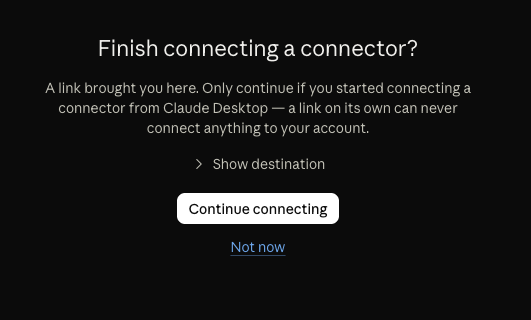 Finish connecting a connector?
A link brought you here. Only continue if you started connecting a
connector from Claude Desktop — a link on its own can never
connect anything to your account.
Show destination
Continue connecting
Not now